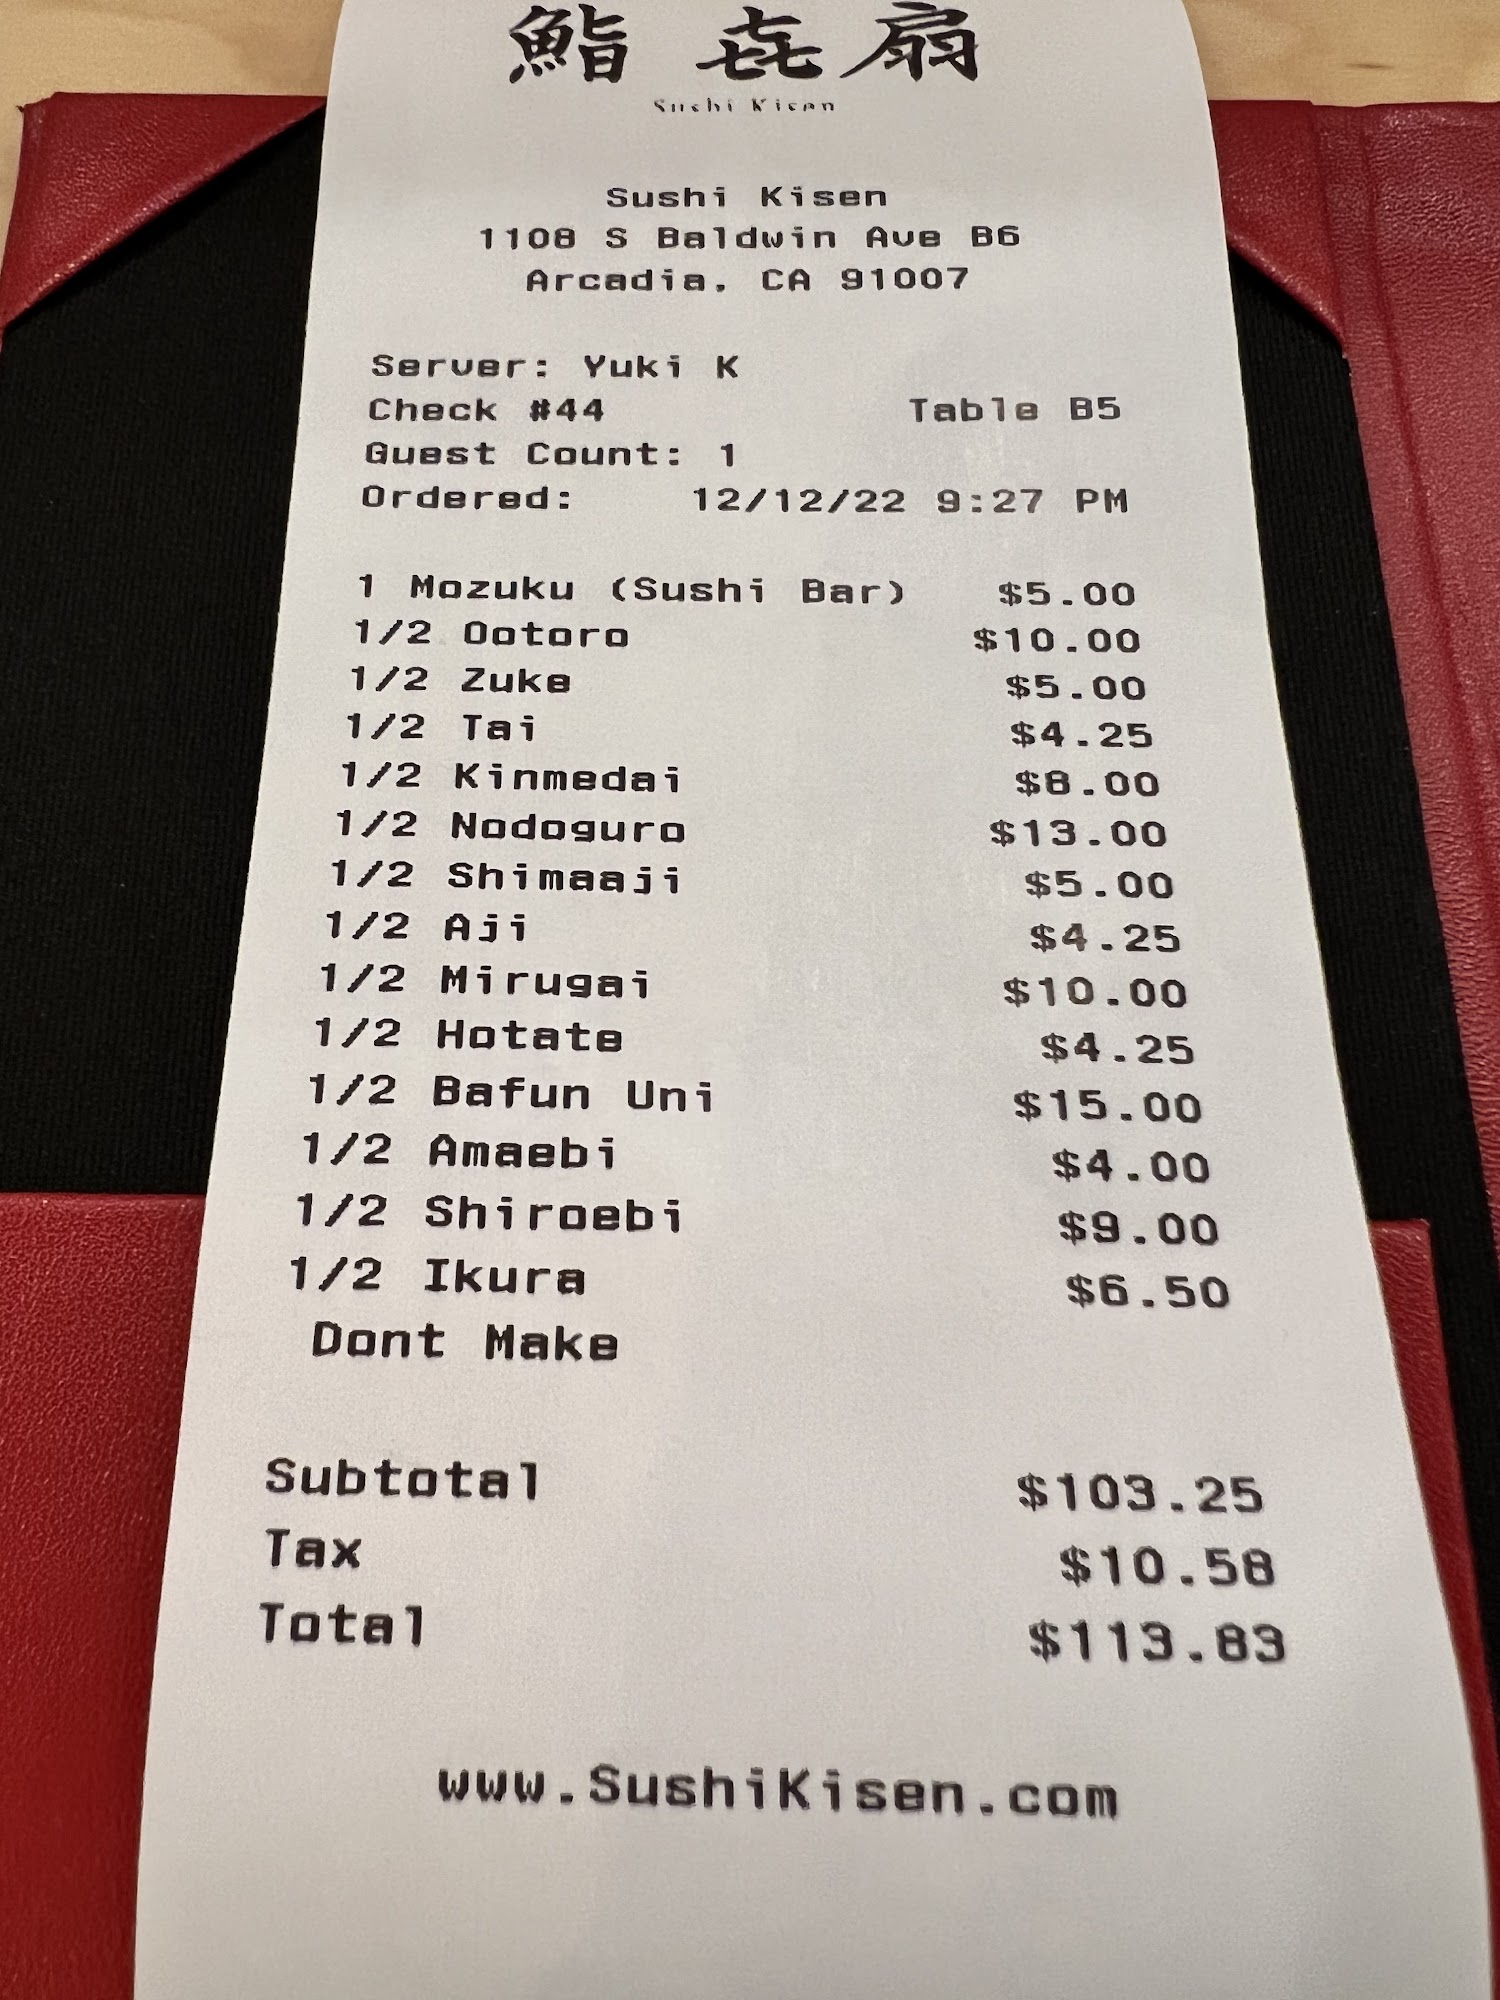 鮨 㐂 扇
Sushi Kisen
Sushi Kisen
1108 S Baldwin Ave B6
Arcadia, CA 91007
Server: Yuki K
Check #44 Table B5
Guest Count: 1
Ordered: 12/12/22 9:27 PM
1 Mozuku (Sushi Bar) $5.00
1/2 Ootoro $10.00
1/2 Zuke $5.00
1/2 Tai $4.25
1/2 Kinmedai $8.00
1/2 Nodoguro $13.00
1/2 Shimaaji $5.00
1/2 Aji $4.25
1/2 Mirugai $10.00
1/2 Hotate $4.25
1/2 Bafun Uni $15.00
1/2 Amaebi $4.00
1/2 Shiroebi $9.00
1/2 Ikura $6.50
Dont Make
Subtotal $103.25
Tax $10.58
Total $113.83
www.SushiKisen.com